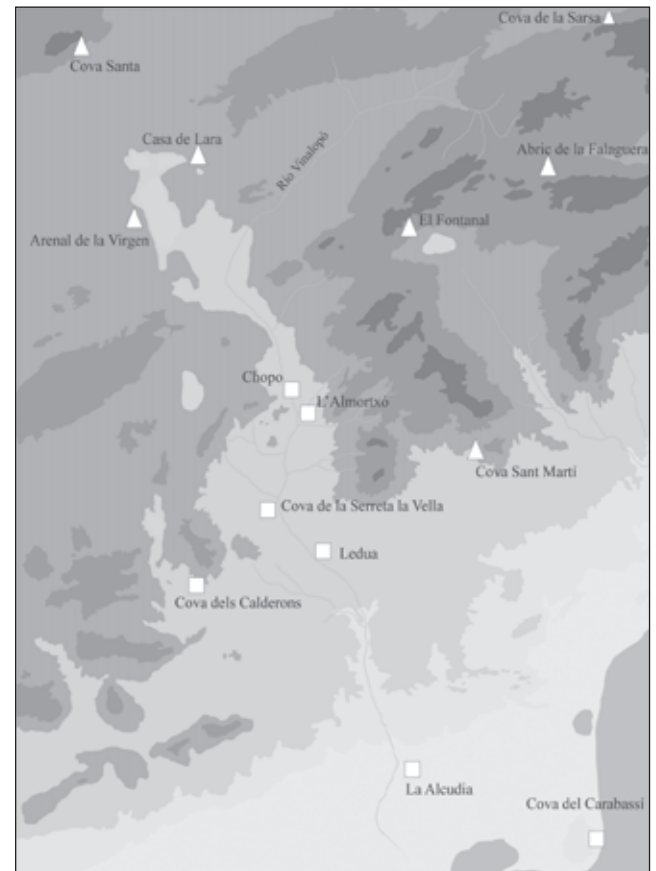 Cova de la Sarsa
Cova Santa
Casa de Lara
Río Vinalopó
Abric de la Falaguera
El Fontanal
Arenal de la Virgen
Chopo
L'Almortxó
Cova Sant Martí
Cova de la Serreta la Vella
Ledua
Cova dels Calderons
La Alcudia
Cova del Carabassí